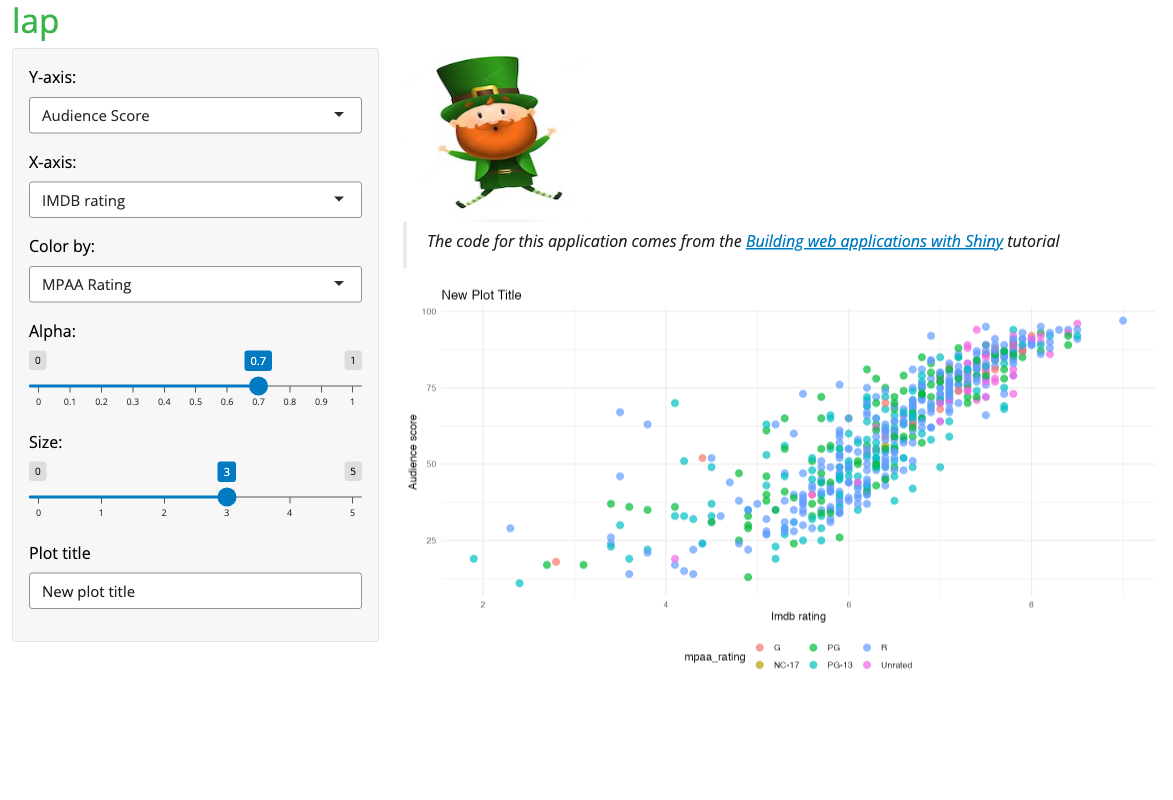 lap
Y-axis:
Audience Score
X-axis:
IMDB rating
Color by:
MPAA Rating
Alpha:
0 0.7 1
0 0.1 0.2 0.3 0.4 0.5 0.6 0.7 0.8 0.9 1
Size:
0 3 5
0 1 2 3 4 5
Plot title
New plot title
The code for this application comes from the Building web applications with Shiny tutorial
New Plot Title
100
75
50
25
Audience score
2 4 6 8
Imdb rating
mpaa_rating
G PG R
NC-17 PG-13 Unrated